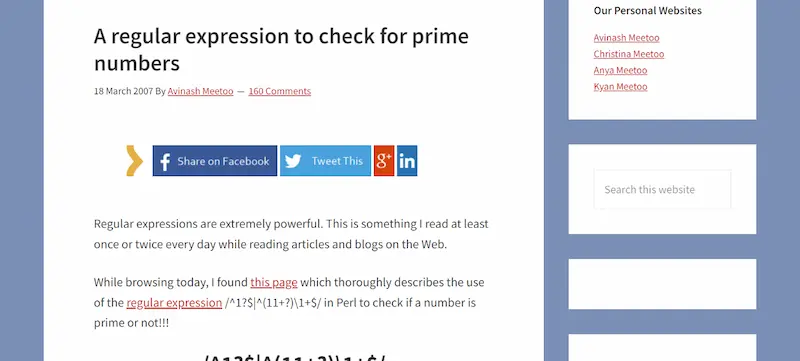 A regular expression to check for prime
numbers
18 March 2007 By Avinash Meetoo — 160 Comments
Share on Facebook
Tweet This
g+
in
Regular expressions are extremely powerful. This is something I read at least
once or twice every day while reading articles and blogs on the Web.
While browsing today, I found this page which thoroughly describes the use
of the regular expression /^1?$|^(11+?)\1+$/ in Perl to check if a number is
prime or not!!!
/^1?$|^(11+?)\1+$/
Our Personal Websites
Avinash Meetoo
Christina Meetoo
Anya Meetoo
Kyan Meetoo
Search this website